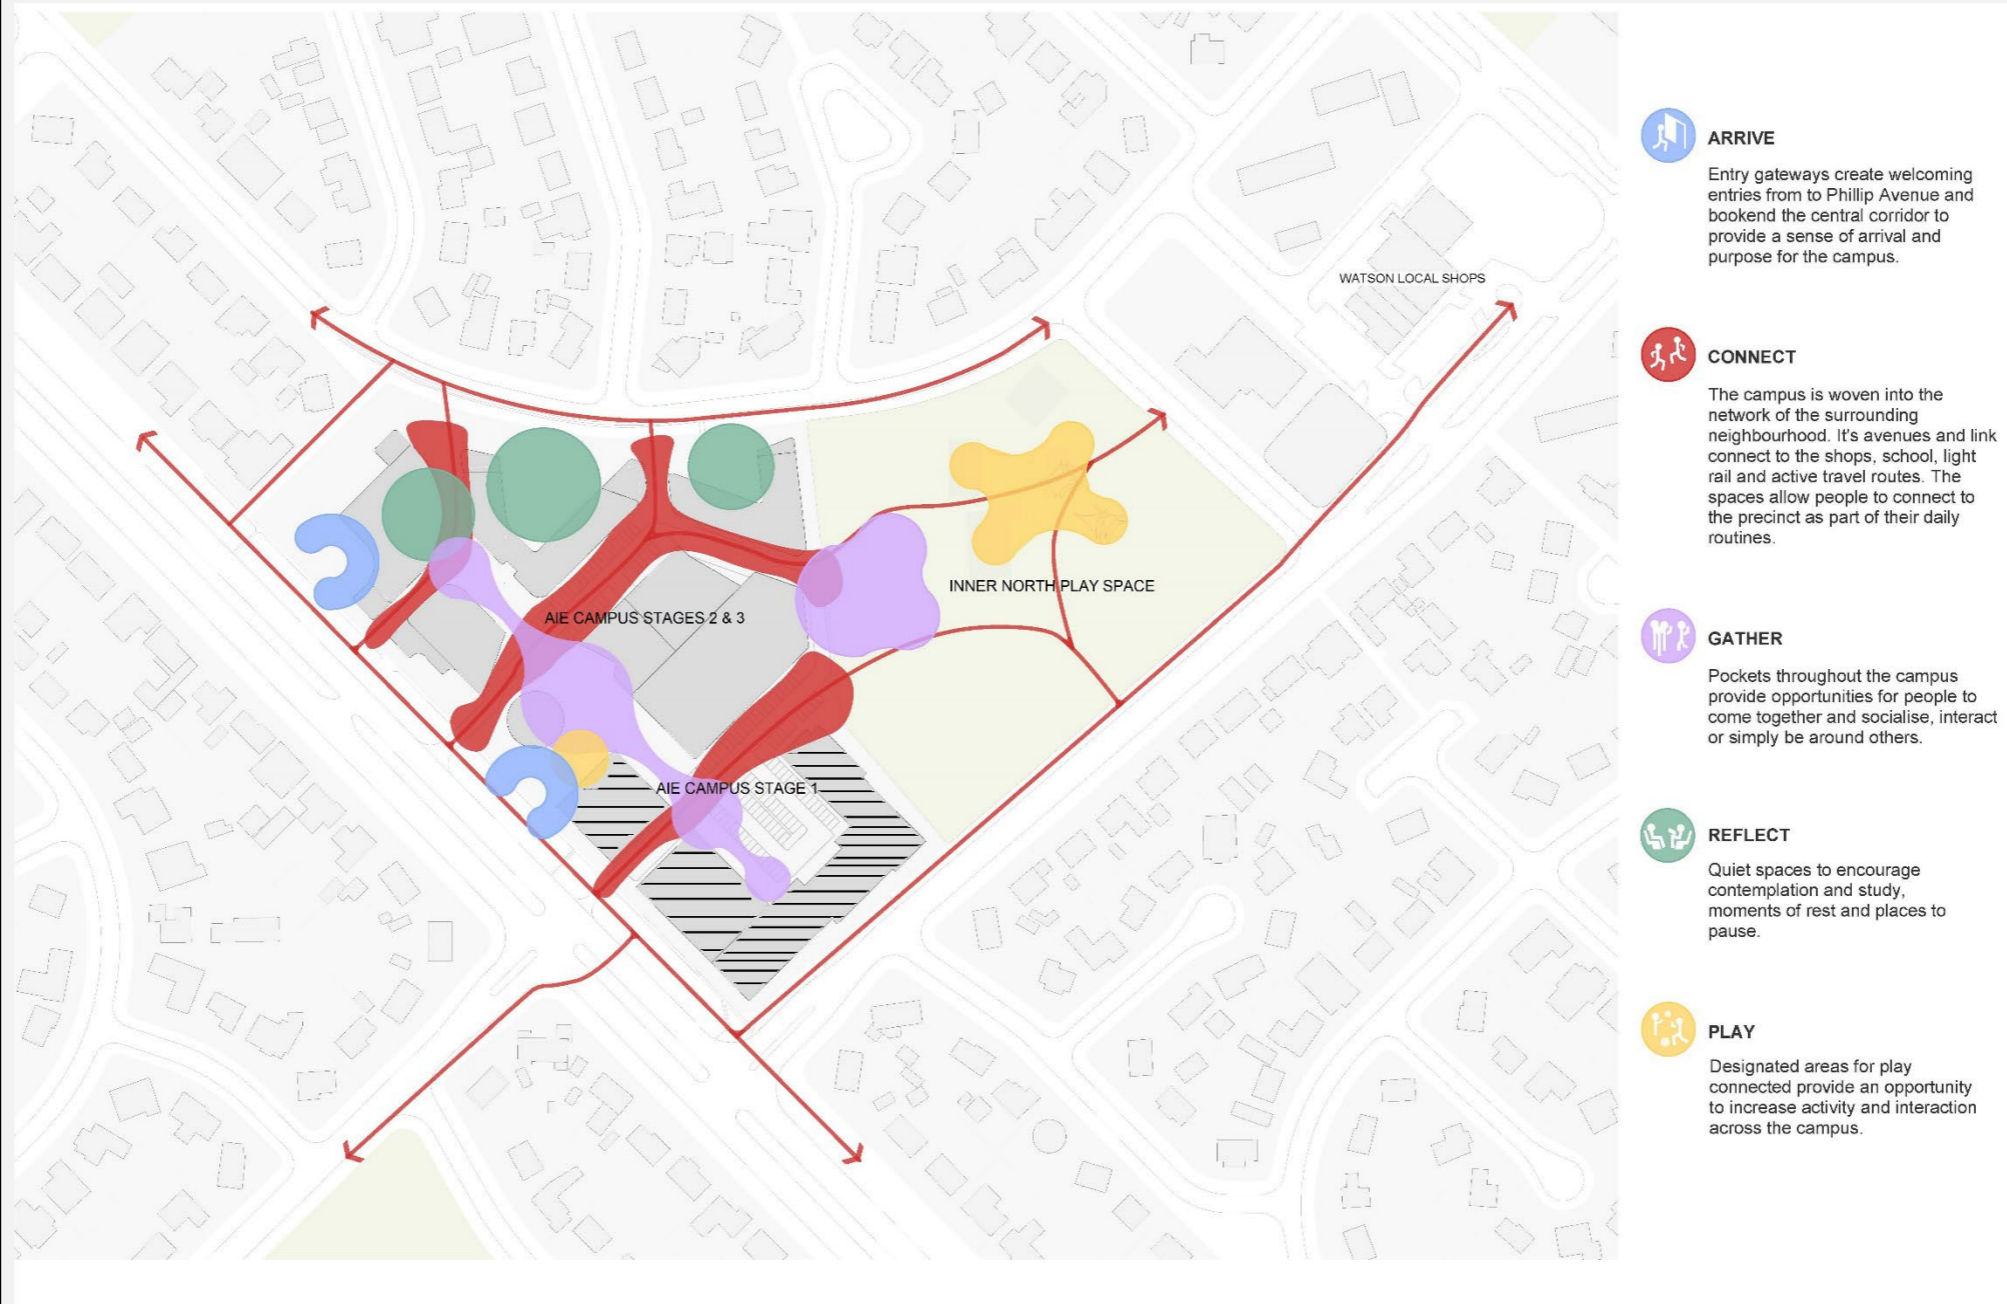 WATSON LOCAL SHOPS
INNER NORTH PLAY SPACE
AIE CAMPUS STAGES 2 & 3
AIE CAMPUS STAGE 1
ARRIVE
Entry gateways create welcoming
entries from to Phillip Avenue and
bookend the central corridor to
provide a sense of arrival and
purpose for the campus.
CONNECT
The campus is woven into the
network of the surrounding
neighbourhood. It's avenues and link
connect to the shops, school, light
rail and active travel routes. The
spaces allow people to connect to
the precinct as part of their daily
routines.
GATHER
Pockets throughout the campus
provide opportunities for people to
come together and socialise, interact
or simply be around others.
REFLECT
Quiet spaces to encourage
contemplation and study,
moments of rest and places to
pause.
PLAY
Designated areas for play
connected provide an opportunity
to increase activity and interaction
across the campus.